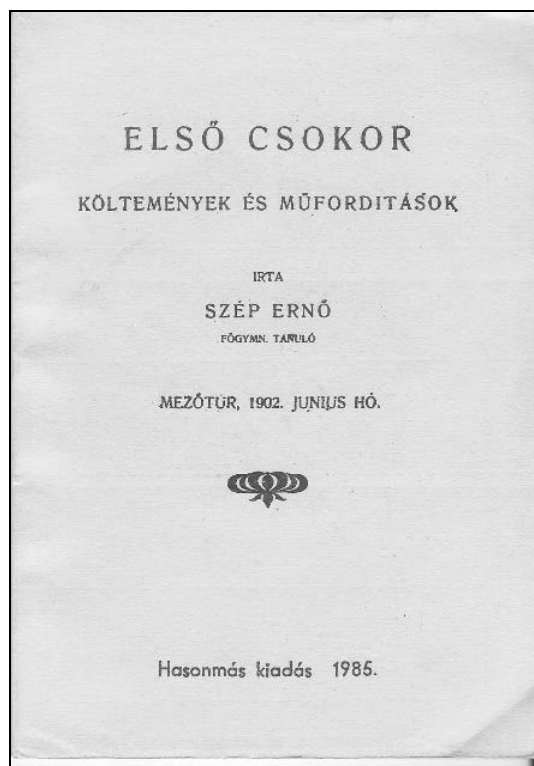 ELSŐ CSOKOR
KÖLTEMÉNYEK ÉS MŰFORDITÁSOK
IRTA
SZÉP ERNŐ
FŐGYMN. TANULÓ
MEZŐTÚR, 1902. JUNIUS HÓ.
Hasonmás kiadás 1985.